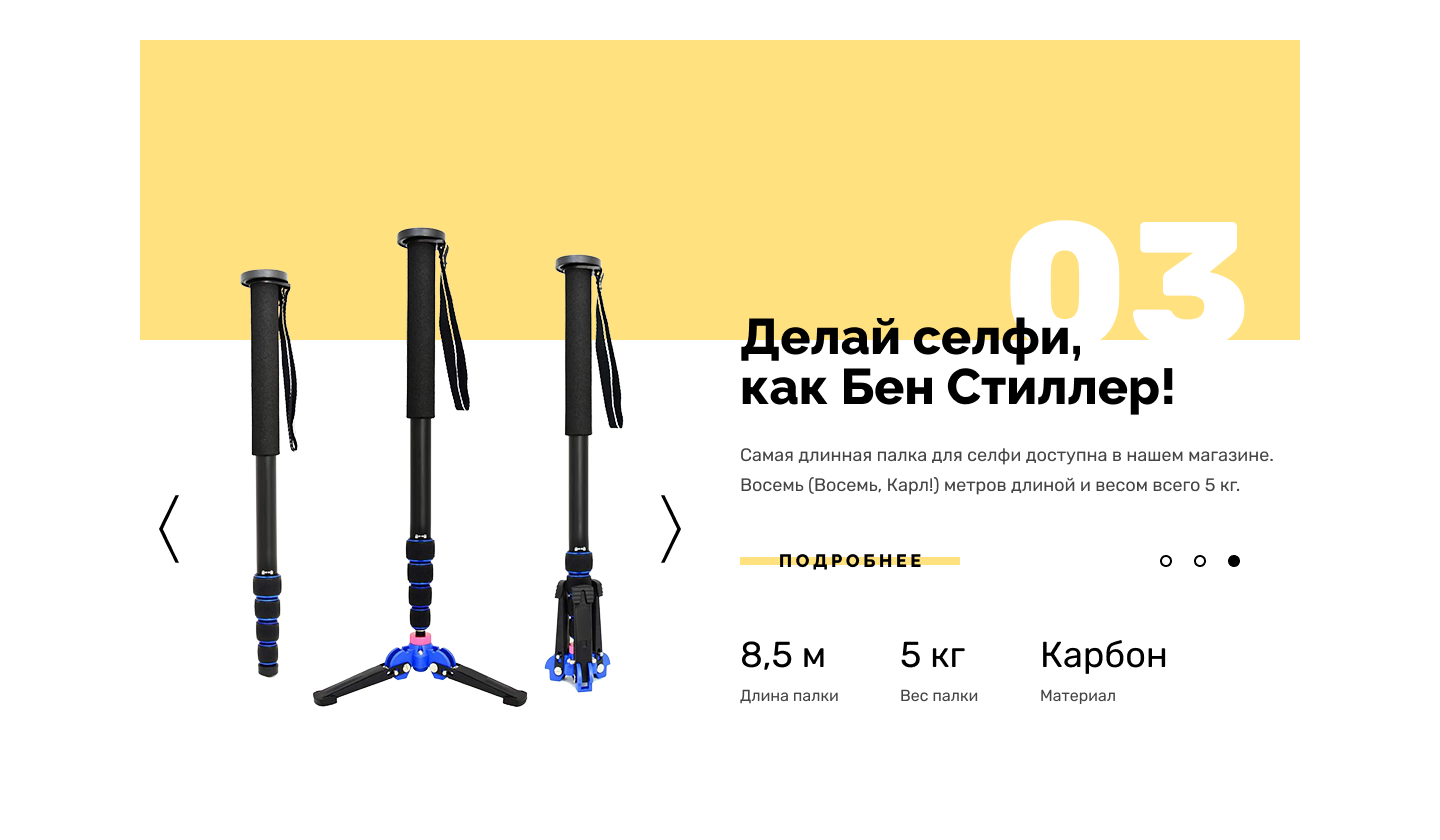 03
Делай селфи,
как Бен Стиллер!
Самая длинная палка для селфи доступна в нашем магазине.
Восемь (Восемь, Карл!) метров длиной и весом всего 5 кг.
ПОДРОБНЕЕ
8,5 м
5 кг
Карбон
Длина палки
Вес палки
Материал